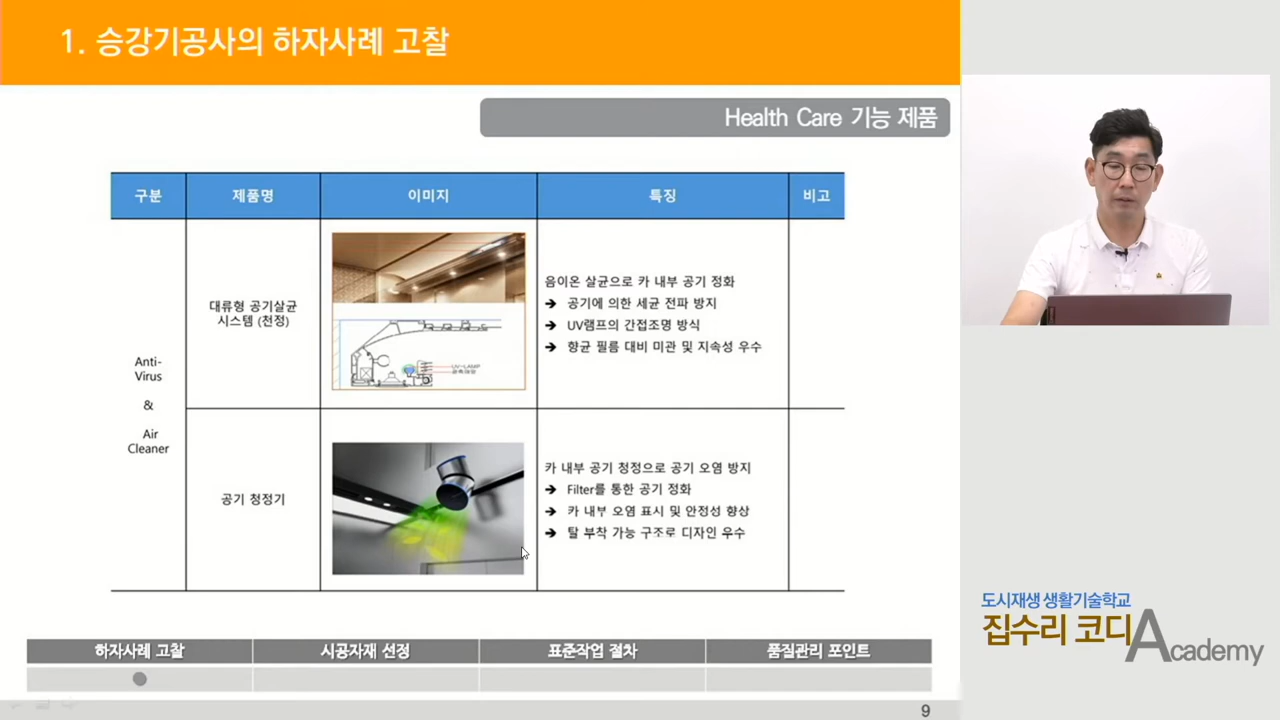 1. 승강기공사의 하자사례 고찰
Health Care 기능 제품
구분
제품명
이미지
특징
비고
Anti-
Virus
&
Air
Cleaner
대류형 공기살균
시스템 (천정)
UV-LAMP
음이온 살균으로 카 내부 공기 정화
➔ 공기에 의한 세균 전파 방지
➔ UV램프의 간접조명 방식
➔ 향균 필름 대비 미관 및 지속성 우수
공기 청정기
카 내부 공기 청정으로 공기 오염 방지
➔ Filter를 통한 공기 정화
➔ 카 내부 오염 표시 및 안정성 향상
➔ 탈 부착 가능 구조로 디자인 우수
하자사례 고찰
시공자재 선정
표준작업 절차
품질관리 포인트
9
도시재생 생활기술학교
집수리 코디 Academy